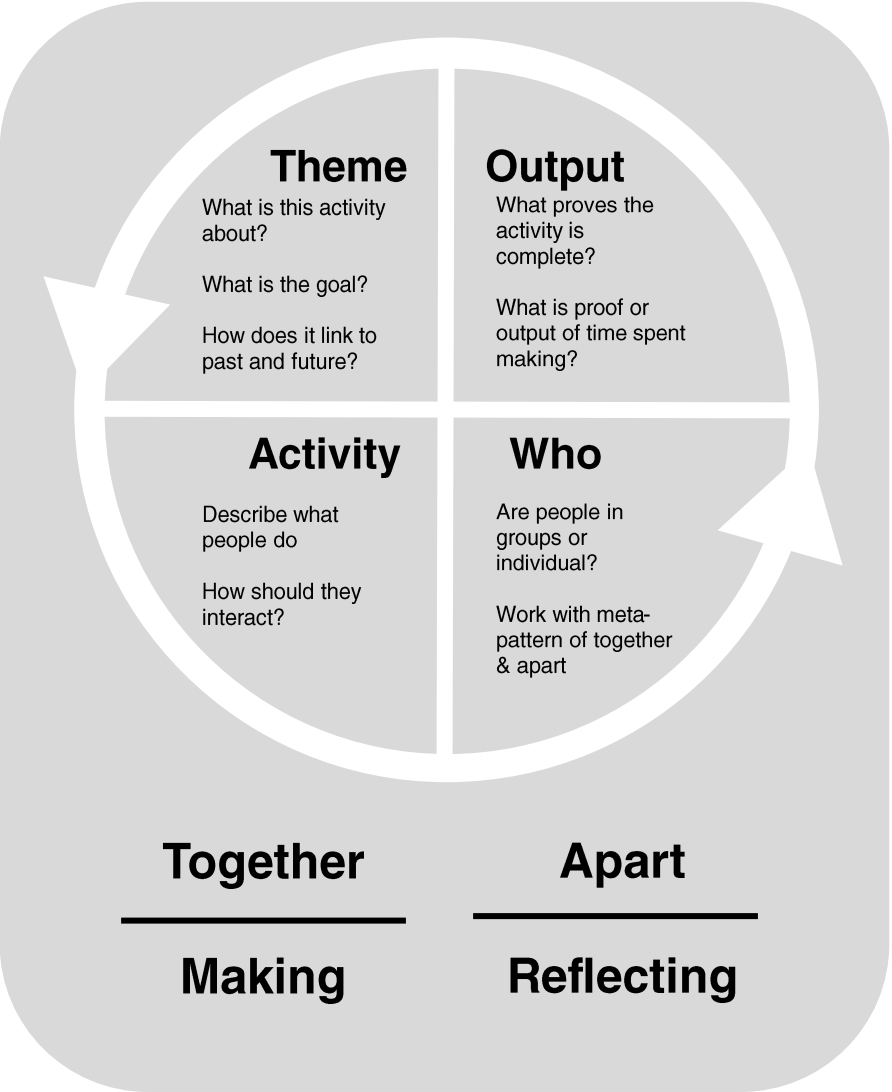 Theme
What is this activity
about?
What is the goal?
How does it link to
past and future?
Output
What proves the
activity is
complete?
What is proof or
output of time spent
making?
Activity
Describe what
people do
How should they
interact?
Who
Are people in
groups or
individual?
Work with meta-
pattern of together
& apart
Together
Making
Apart
Reflecting